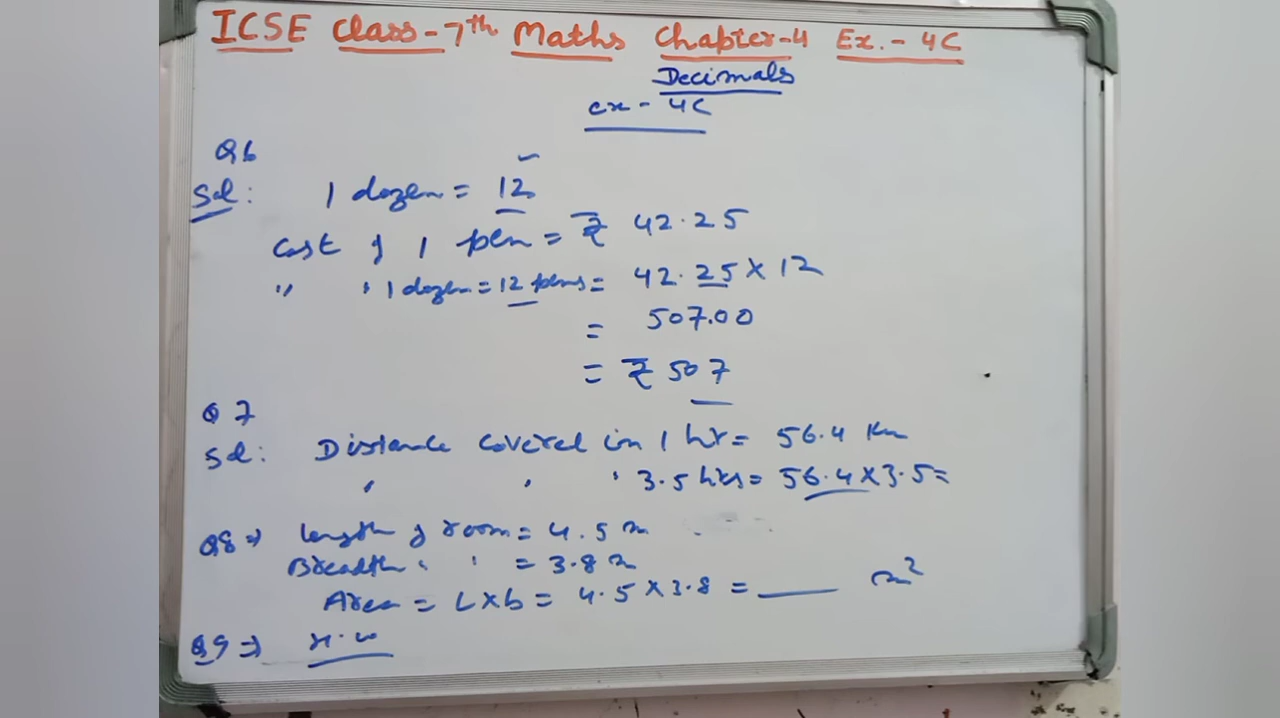 ICSE Class-7th Maths Chapter-4 Ex.- 4C
Decimals
ex - 4C
Q6
Sol: 1 dozen = 12
Cost of 1 pen = ₹ 42.25
" " 1 dozen = 12 pens = 42.25 X 12
= 507.00
= ₹ 507
Q7
Sol: Distance covered in 1 hr = 56.4 Km
" " " 3.5 hrs = 56.4 X 3.5 =
Q8 ⇒ length of room = 4.5 m
Breadth " " = 3.8 m
Area = L X b = 4.5 X 3.8 = ____ m²
Q9 ⇒ H.W